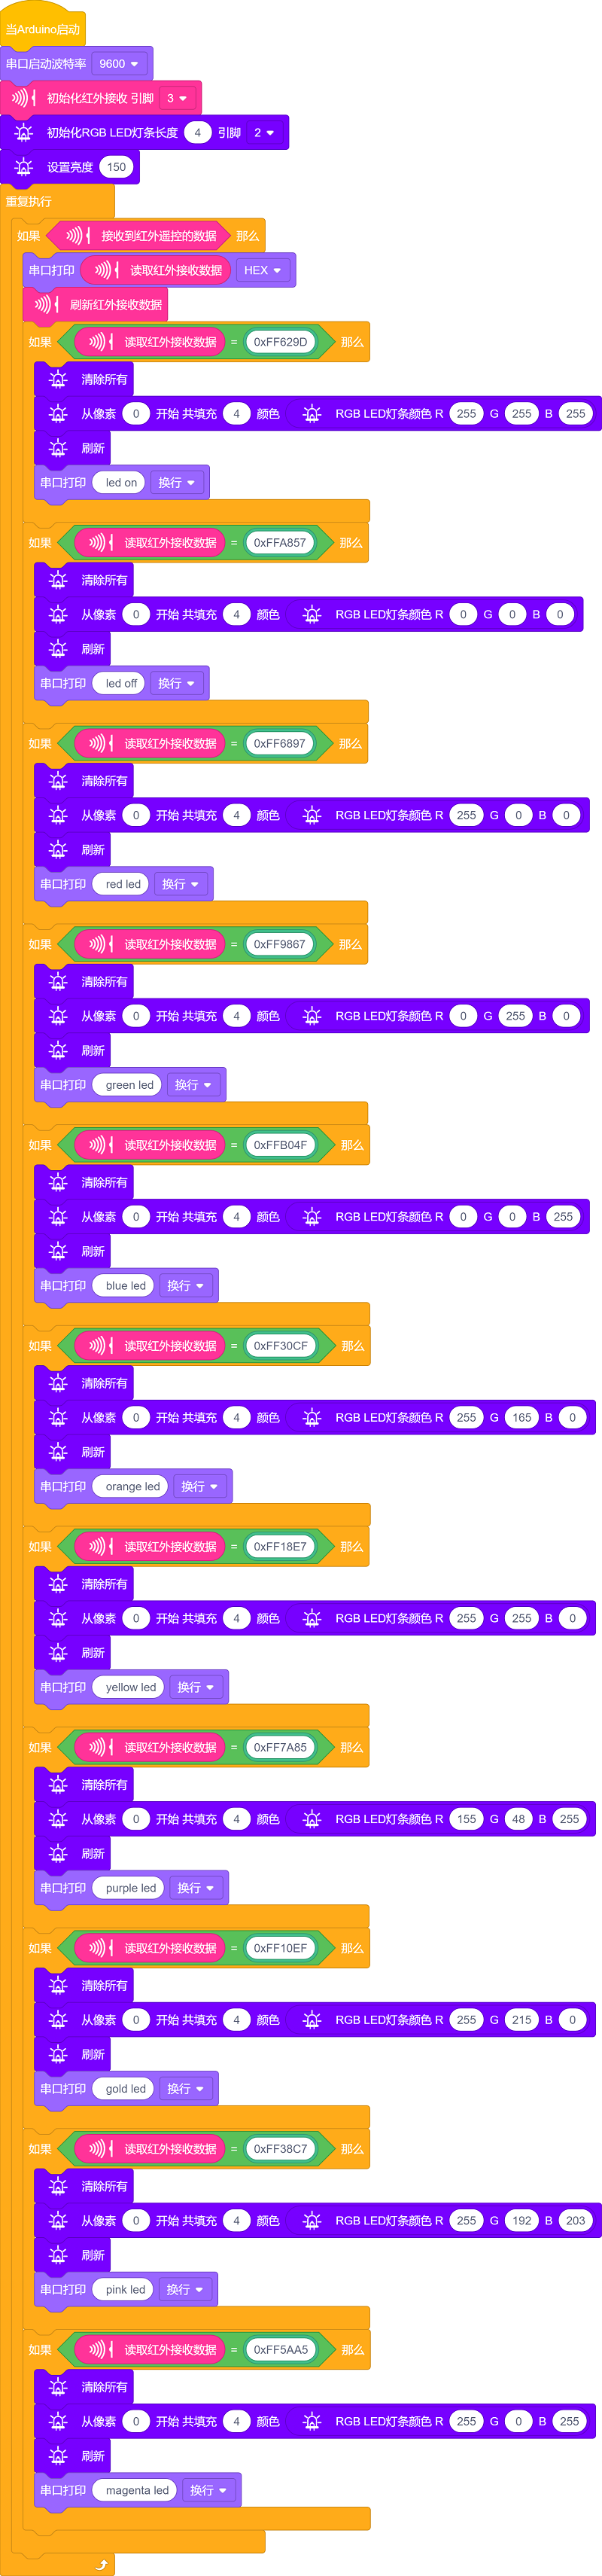 当Arduino启动
串口启动波特率 9600
初始化红外接收 引脚 3
初始化RGB LED灯条长度 4 引脚 2
设置亮度 150
重复执行
如果 接收到红外遥控的数据 那么
串口打印 读取红外接收数据 HEX
刷新红外接收数据
如果 读取红外接收数据 = 0xFF629D 那么
清除所有
从像素 0 开始 共填充 4 颜色 RGB LED灯条颜色 R 255 G 255 B 255
刷新
串口打印 led on 换行
如果 读取红外接收数据 = 0xFFA857 那么
清除所有
从像素 0 开始 共填充 4 颜色 RGB LED灯条颜色 R 0 G 0 B 0
刷新
串口打印 led off 换行
如果 读取红外接收数据 = 0xFF6897 那么
清除所有
从像素 0 开始 共填充 4 颜色 RGB LED灯条颜色 R 255 G 0 B 0
刷新
串口打印 red led 换行
如果 读取红外接收数据 = 0xFF9867 那么
清除所有
从像素 0 开始 共填充 4 颜色 RGB LED灯条颜色 R 0 G 255 B 0
刷新
串口打印 green led 换行
如果 读取红外接收数据 = 0xFFB04F 那么
清除所有
从像素 0 开始 共填充 4 颜色 RGB LED灯条颜色 R 0 G 0 B 255
刷新
串口打印 blue led 换行
如果 读取红外接收数据 = 0xFF30CF 那么
清除所有
从像素 0 开始 共填充 4 颜色 RGB LED灯条颜色 R 255 G 165 B 0
刷新
串口打印 orange led 换行
如果 读取红外接收数据 = 0xFF18E7 那么
清除所有
从像素 0 开始 共填充 4 颜色 RGB LED灯条颜色 R 255 G 255 B 0
刷新
串口打印 yellow led 换行
如果 读取红外接收数据 = 0xFF7A85 那么
清除所有
从像素 0 开始 共填充 4 颜色 RGB LED灯条颜色 R 155 G 48 B 255
刷新
串口打印 purple led 换行
如果 读取红外接收数据 = 0xFF10EF 那么
清除所有
从像素 0 开始 共填充 4 颜色 RGB LED灯条颜色 R 255 G 215 B 0
刷新
串口打印 gold led 换行
如果 读取红外接收数据 = 0xFF38C7 那么
清除所有
从像素 0 开始 共填充 4 颜色 RGB LED灯条颜色 R 255 G 192 B 203
刷新
串口打印 pink led 换行
如果 读取红外接收数据 = 0xFF5AA5 那么
清除所有
从像素 0 开始 共填充 4 颜色 RGB LED灯条颜色 R 255 G 0 B 255
刷新
串口打印 magenta led 换行